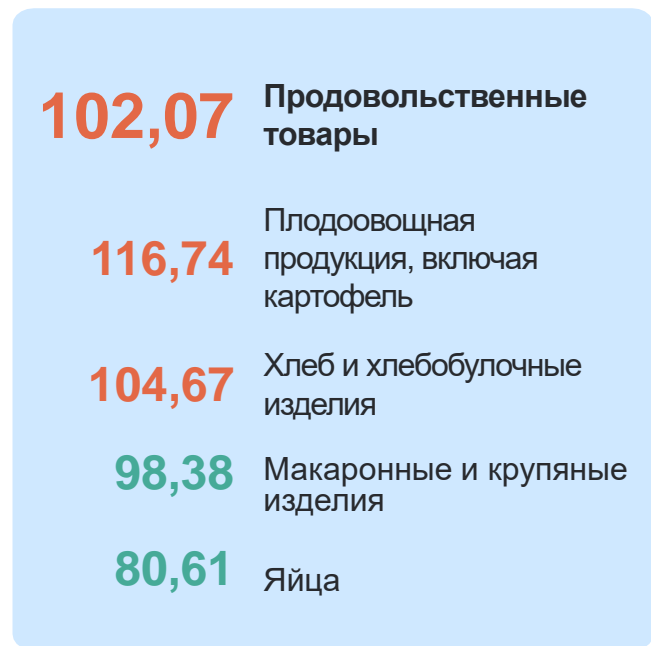 102,07 Продовольственные
товары
116,74 Плодоовощная
продукция, включая
картофель
104,67 Хлеб и хлебобулочные
изделия
98,38 Макаронные и крупяные
изделия
80,61 Яйца